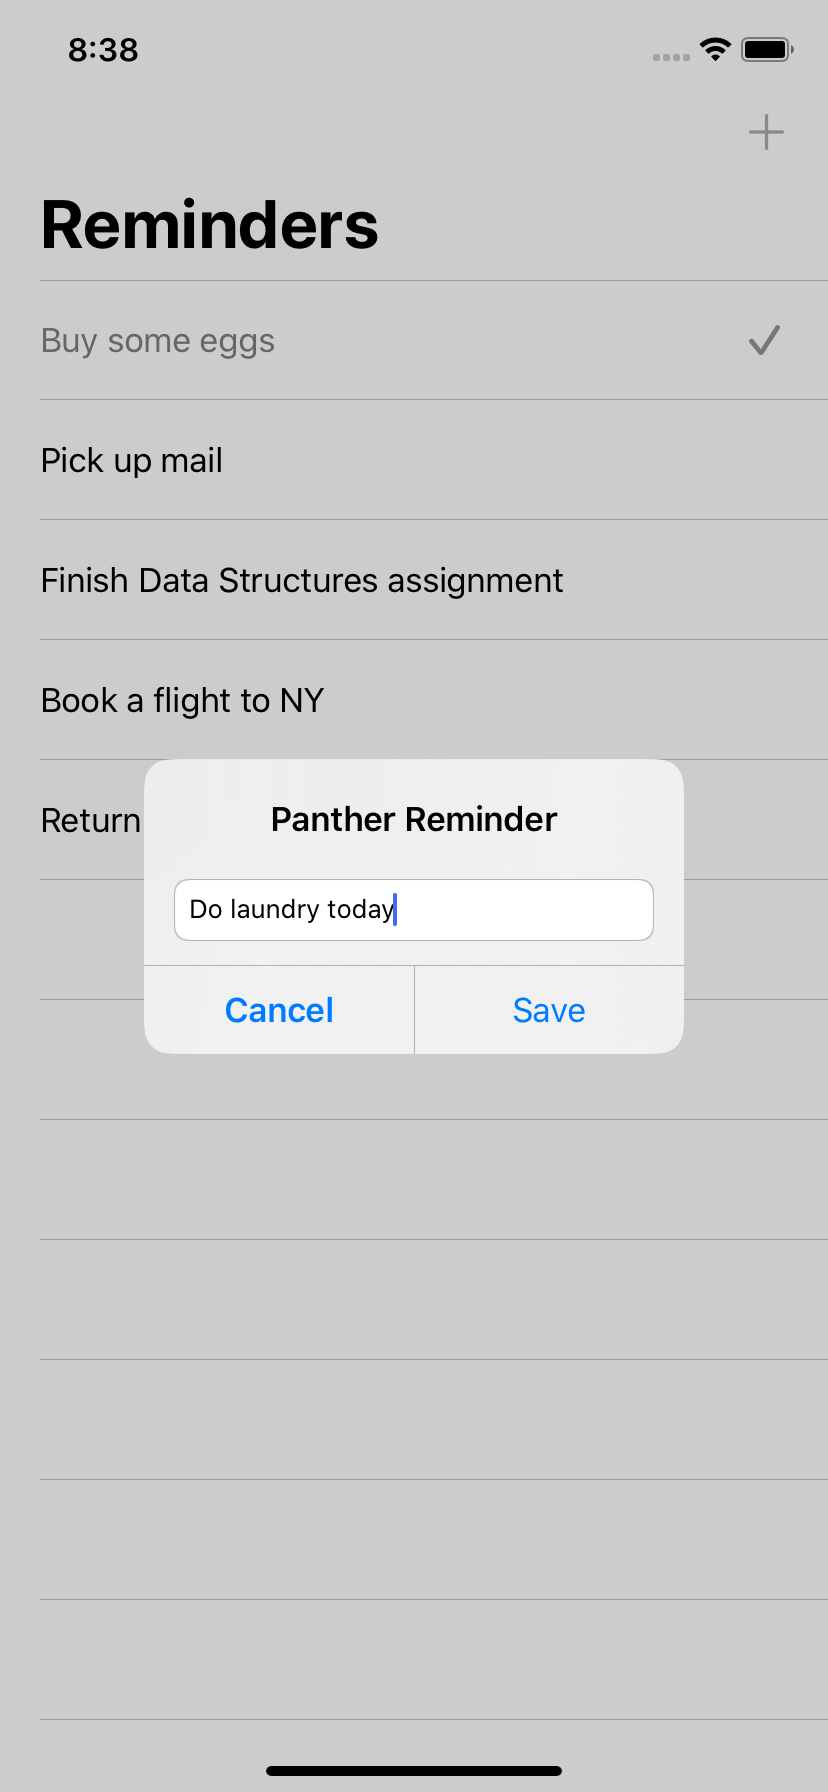 8:38
Reminders
Buy some eggs
Pick up mail
Finish Data Structures assignment
Book a flight to NY
Return
Panther Reminder
Do laundry today
Cancel
Save